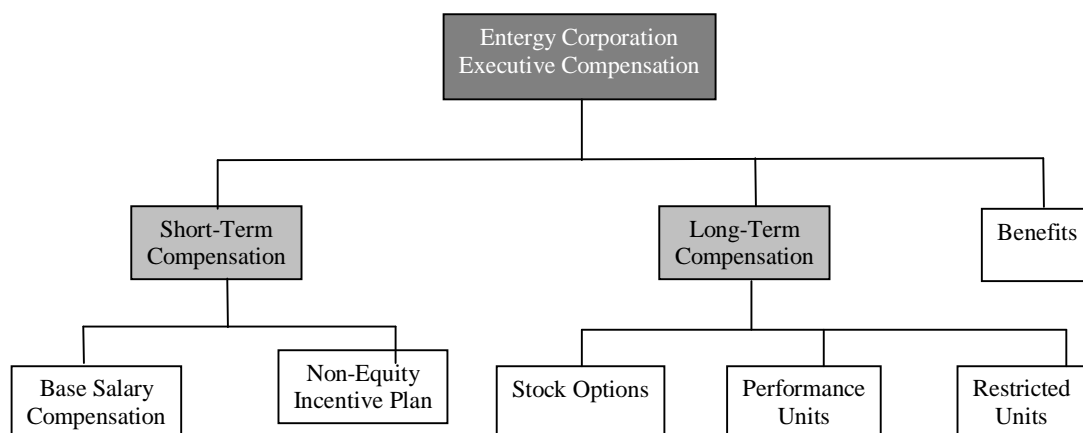 Entergy Corporation
Executive Compensation
Short-Term
Compensation
Long-Term
Compensation
Benefits
Base Salary
Compensation
Non-Equity
Incentive Plan
Stock Options
Performance
Units
Restricted
Units